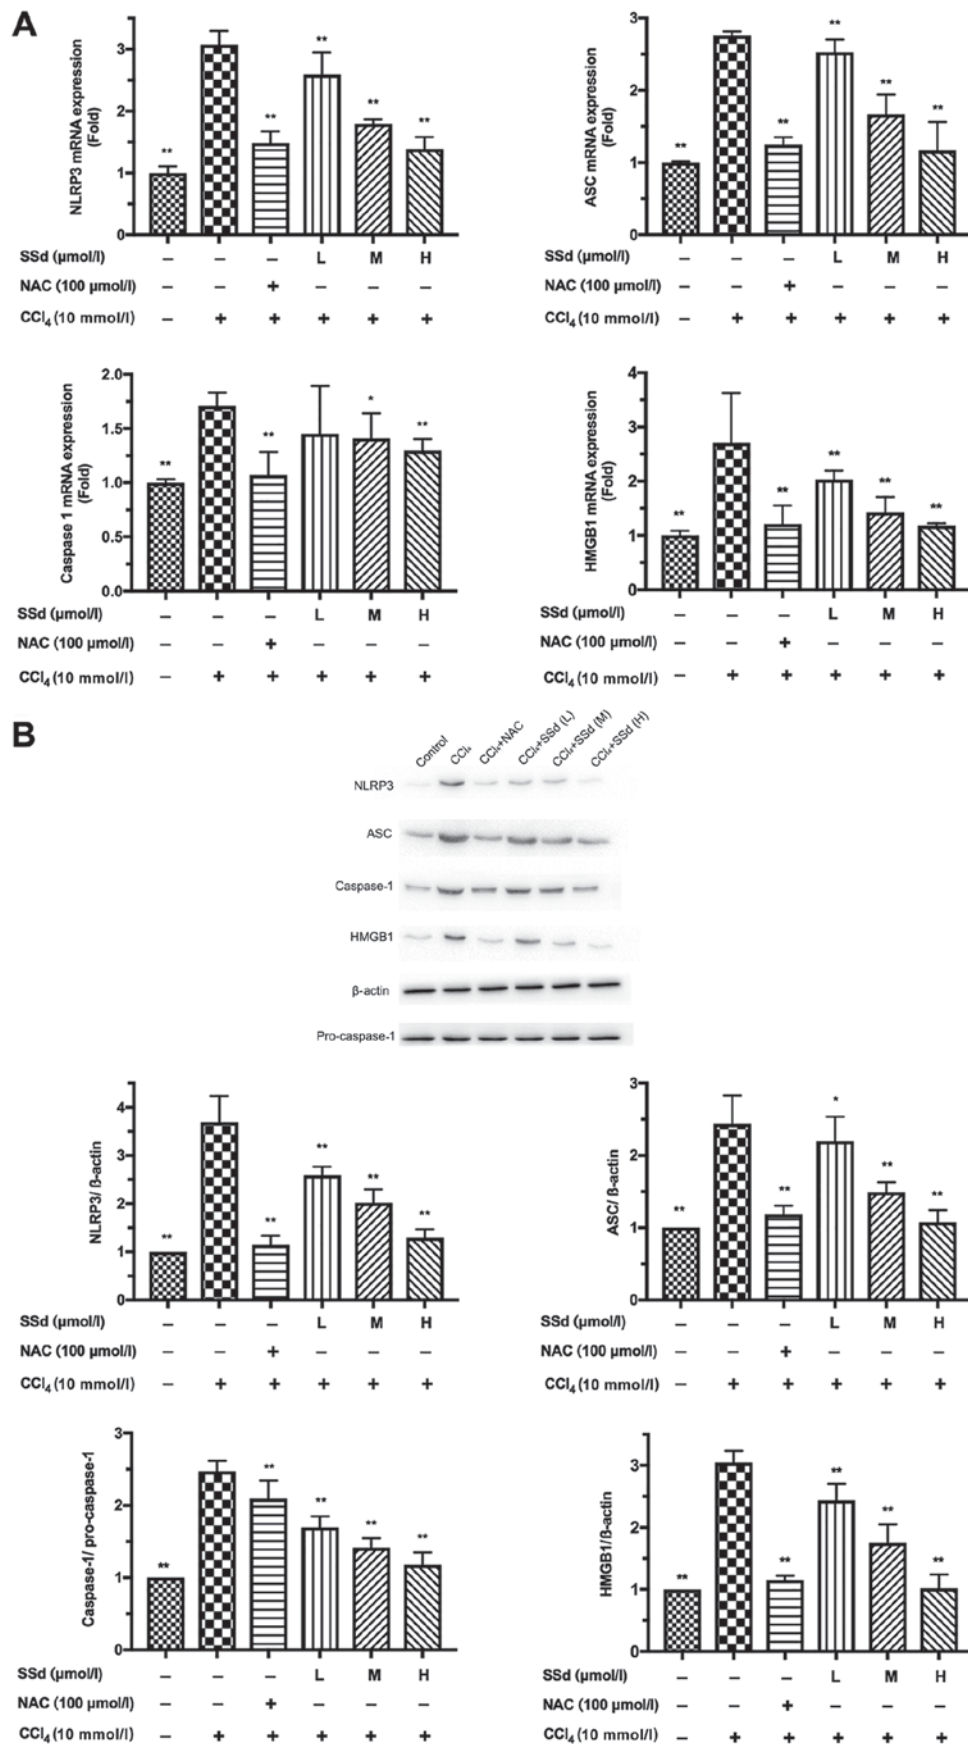 A
NLRP3 mRNA expression
(Fold)
3
2
1
0
** ** ** ** **
SSd (μmol/l) – – – L M H
NAC (100 μmol/l) – – + – – –
CCl₄ (10 mmol/l) – + + + + +
ASC mRNA expression
(Fold)
3
2
1
0
** ** ** ** **
SSd (μmol/l) – – – L M H
NAC (100 μmol/l) – – + – – –
CCl₄ (10 mmol/l) – + + + + +
Caspase 1 mRNA expression
(Fold)
2.0
1.5
1.0
0.5
0.0
** ** * **
SSd (μmol/l) – – – L M H
NAC (100 μmol/l) – – + – – –
CCl₄ (10 mmol/l) – + + + + +
HMGB1 mRNA expression
(Fold)
4
3
2
1
0
** ** ** ** **
SSd (μmol/l) – – – L M H
NAC (100 μmol/l) – – + – – –
CCl₄ (10 mmol/l) – + + + + +
B
Control CCl₄ CCl₄+NAC CCl₄+SSd (L) CCl₄+SSd (M) CCl₄+SSd (H)
NLRP3
ASC
Caspase-1
HMGB1
β-actin
Pro-caspase-1
NLRP3/ β-actin
4
3
2
1
0
** ** ** ** **
SSd (μmol/l) – – – L M H
NAC (100 μmol/l) – – + – – –
CCl₄ (10 mmol/l) – + + + + +
ASC/ β-actin
3
2
1
0
** ** * ** **
SSd (μmol/l) – – – L M H
NAC (100 μmol/l) – – + – – –
CCl₄ (10 mmol/l) – + + + + +
Caspase-1/ pro-caspase-1
3
2
1
0
** ** ** ** **
SSd (μmol/l) – – – L M H
NAC (100 μmol/l) – – + – – –
CCl₄ (10 mmol/l) – + + + + +
HMGB1/β-actin
3
2
1
0
** ** ** ** **
SSd (μmol/l) – – – L M H
NAC (100 μmol/l) – – + – – –
CCl₄ (10 mmol/l) – + + + + +